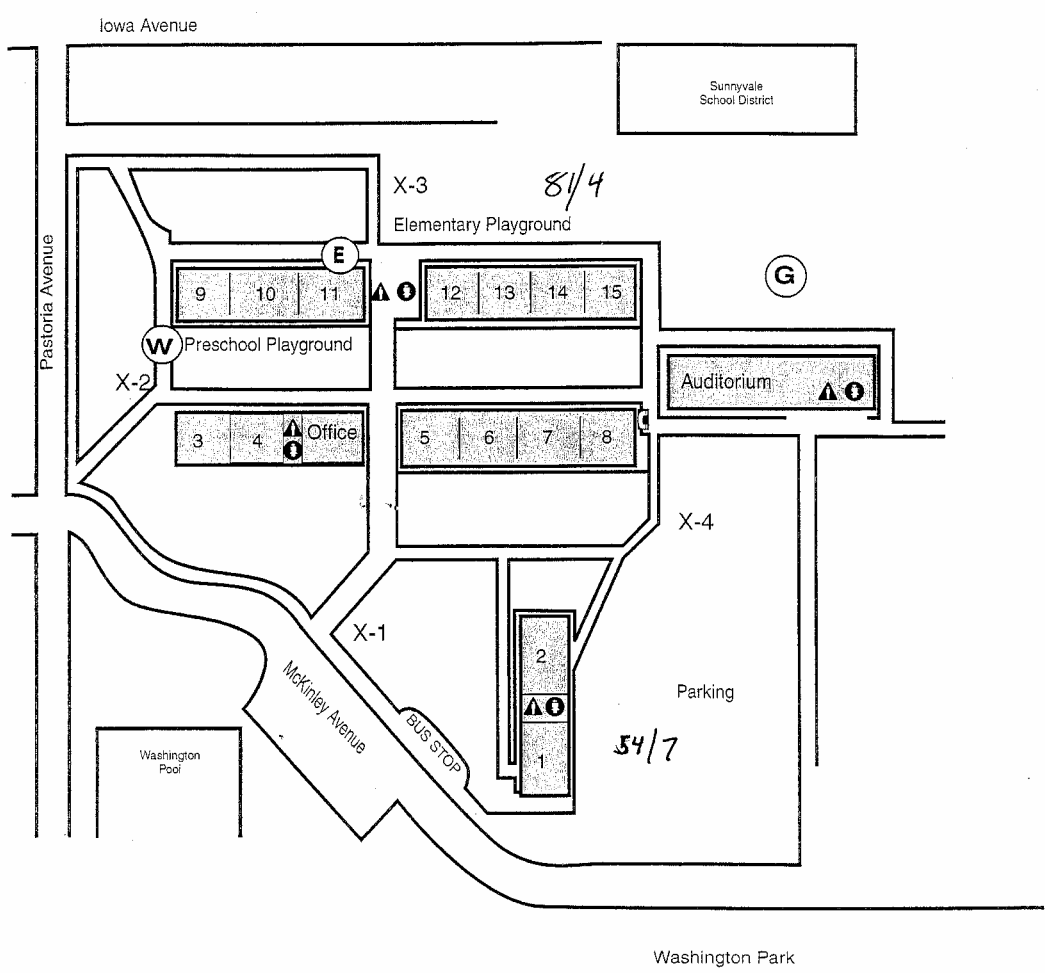 Iowa Avenue
Sunnyvale
School District
X-3
81/4
Elementary Playground
Pastoria Avenue
E
G
9 10 11 12 13 14 15
W
Preschool Playground
X-2
Auditorium
3 4 Office
5 6 7 8
X-4
X-1
2
McKinley Avenue
Parking
BUS STOP
54/7
1
Washington
Pool
Washington Park